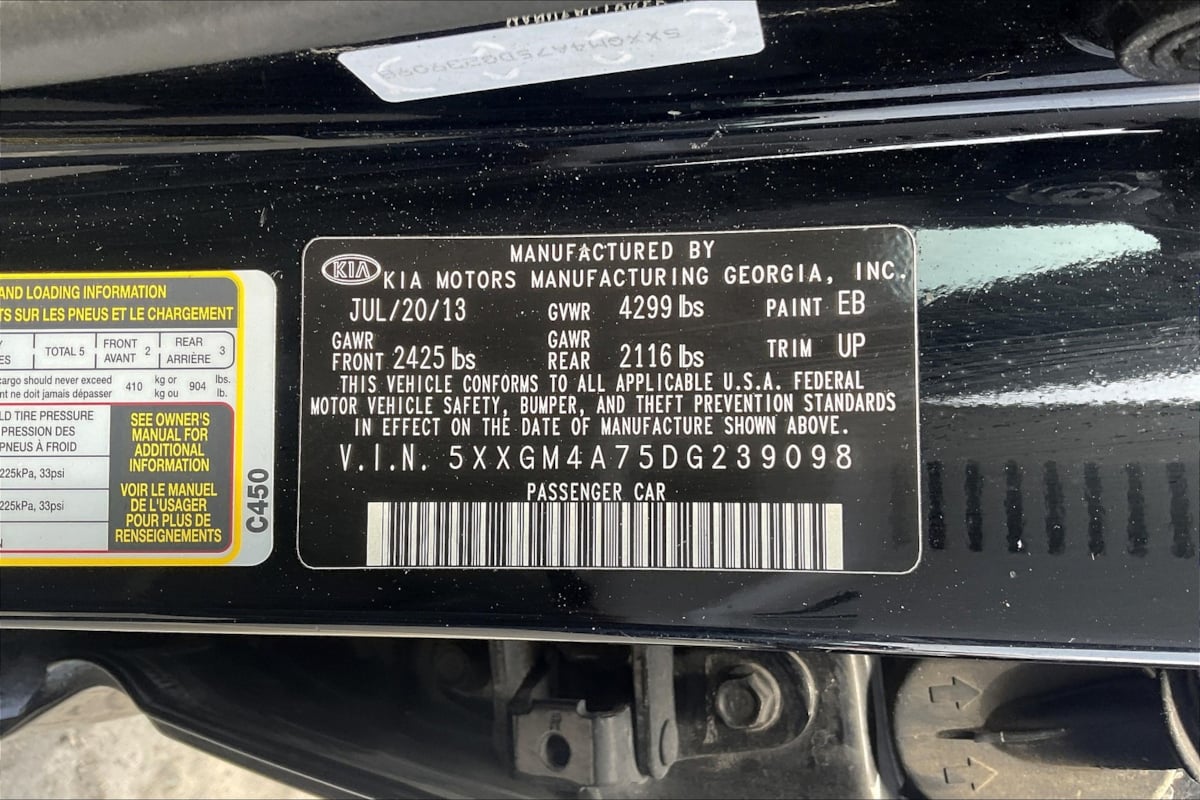 MANUFACTURER
5XXGM4A75DG239098
AND LOADING INFORMATION
SUR LES PNEUS ET LE CHARGEMENT
TOTAL 5
FRONT 2
AVANT
REAR 3
ARRIÈRE
cargo should never exceed 410 kg or 904 lbs.
ne doit jamais dépasser kg ou lb.
TIRE PRESSURE
PRESSION DES
PNEUS À FROID
225kPa, 33psi
225kPa, 33psi
SEE OWNER'S
MANUAL FOR
ADDITIONAL
INFORMATION
VOIR LE MANUEL
DE L'USAGER
POUR PLUS DE
RENSEIGNEMENTS
C450
MANUFACTURED BY
KIA KIA MOTORS MANUFACTURING GEORGIA, INC.
JUL/20/13 GVWR 4299 lbs PAINT EB
GAWR FRONT 2425 lbs GAWR REAR 2116 lbs TRIM UP
THIS VEHICLE CONFORMS TO ALL APPLICABLE U.S.A. FEDERAL
MOTOR VEHICLE SAFETY, BUMPER, AND THEFT PREVENTION STANDARDS
IN EFFECT ON THE DATE OF MANUFACTURE SHOWN ABOVE.
V.I.N. 5XXGM4A75DG239098
PASSENGER CAR